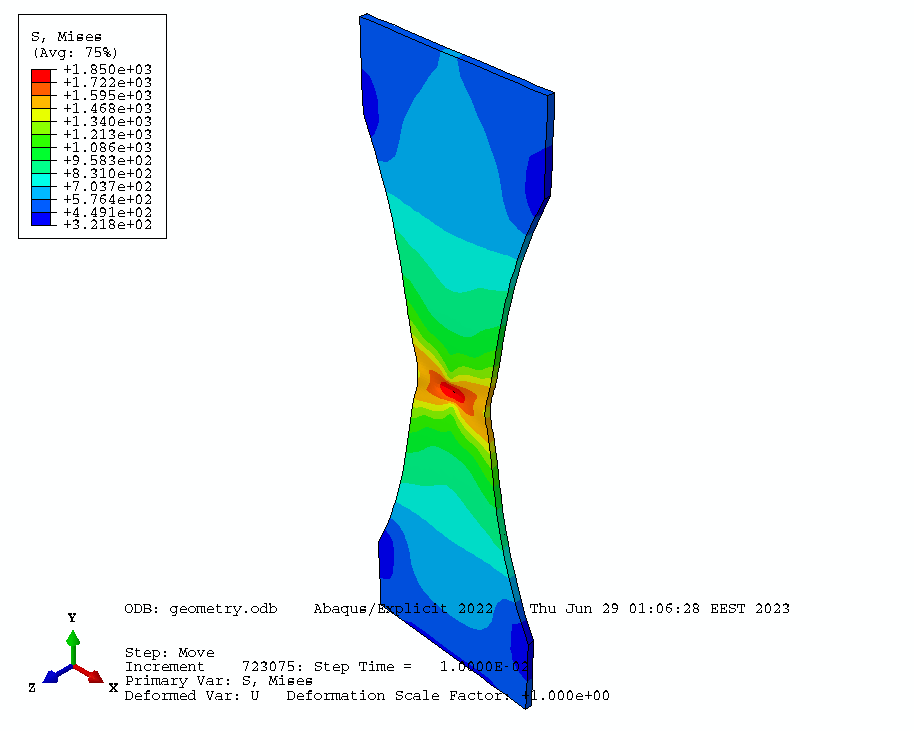 S, Mises
(Avg: 75%)
+1.850e+03
+1.722e+03
+1.595e+03
+1.468e+03
+1.340e+03
+1.213e+03
+1.086e+03
+9.583e+02
+8.310e+02
+7.037e+02
+5.764e+02
+4.491e+02
+3.218e+02
ODB: geometry.odb Abaqus/Explicit 2022 Thu Jun 29 01:06:28 EEST 2023
Y
Z
X
Step: Move
Increment 723075: Step Time = 1.0000E-02
Primary Var: S, Mises
Deformed Var: U Deformation Scale Factor: +1.000e+00